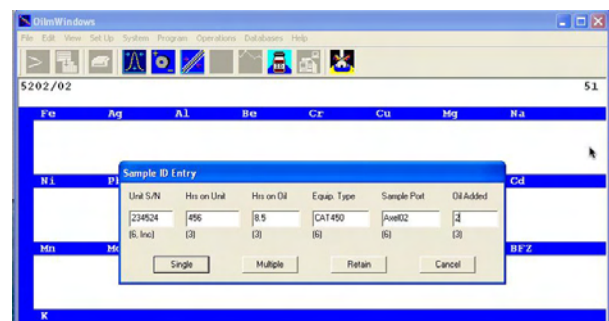 OilmWindows
File Edit View Set Up System Program Operations Databases Help
5202/02 51
Fe Ag Al Be Cr Cu Mg Na
Sample ID Entry
Ni Cd
Unit S/N Hrs on Unit Hrs on Oil Equip. Type Sample Port Oil Added
234524 456 8.5 CAT450 Axel02 2
(6, Inc) (3) (3) (6) (6) (3)
Mn BFZ
Single Multiple Retain Cancel
K